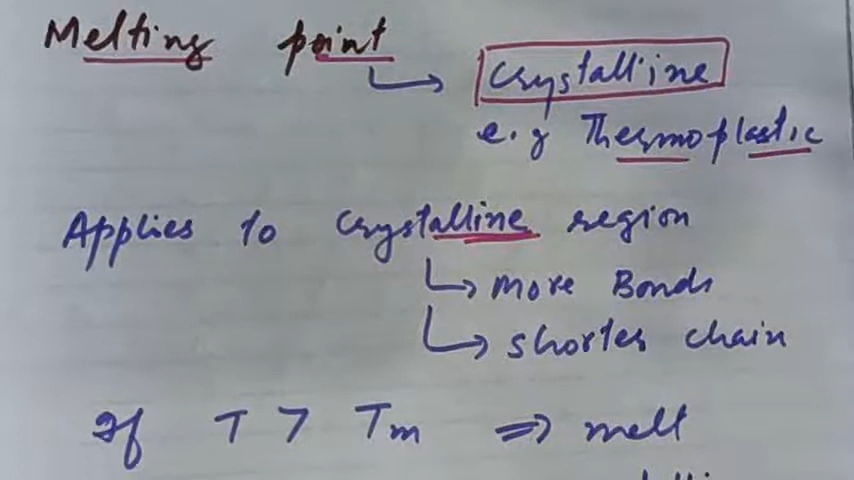 Melting point
Crystalline
e.g Thermoplastic
Applies to crystalline region
More Bonds
shorter chain
If T > Tm ⇒ melt